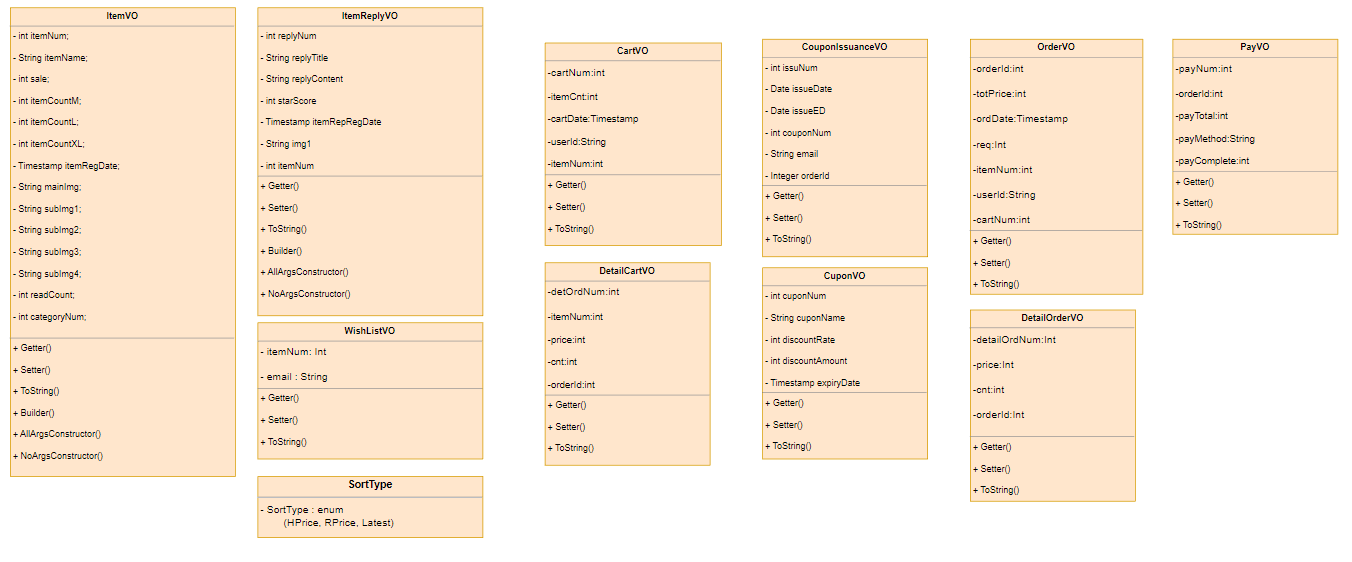 ItemVO
- int itemNum;
- String itemName;
- int sale;
- int itemCountM;
- int itemCountL;
- int itemCountXL;
- Timestamp itemRegDate;
- String mainImg;
- String subImg1;
- String subImg2;
- String subImg3;
- String subImg4;
- int readCount;
- int categoryNum;
+ Getter()
+ Setter()
+ ToString()
+ Builder()
+ AllArgsConstructor()
+ NoArgsConstructor()
ItemReplyVO
- int replyNum
- String replyTitle
- String replyContent
- int starScore
- Timestamp itemRepRegDate
- String img1
- int itemNum
+ Getter()
+ Setter()
+ ToString()
+ Builder()
+ AllArgsConstructor()
+ NoArgsConstructor()
WishListVO
- itemNum: Int
- email : String
+ Getter()
+ Setter()
+ ToString()
SortType
- SortType : enum
(HPrice, RPrice, Latest)
CartVO
-cartNum:int
-itemCnt:int
-cartDate:Timestamp
-userId:String
-itemNum:int
+ Getter()
+ Setter()
+ ToString()
DetailCartVO
-detOrdNum:int
-itemNum:int
-price:int
-cnt:int
-orderId:int
+ Getter()
+ Setter()
+ ToString()
CouponIssuanceVO
- int issuNum
- Date issueDate
- Date issueED
- int couponNum
- String email
- Integer orderId
+ Getter()
+ Setter()
+ ToString()
CuponVO
- int cuponNum
- String cuponName
- int discountRate
- int discountAmount
- Timestamp expiryDate
+ Getter()
+ Setter()
+ ToString()
OrderVO
-orderId:int
-totPrice:int
-ordDate:Timestamp
-req:Int
-itemNum:int
-userId:String
-cartNum:int
+ Getter()
+ Setter()
+ ToString()
DetailOrderVO
-detailOrdNum:Int
-price:Int
-cnt:int
-orderId:Int
+ Getter()
+ Setter()
+ ToString()
PayVO
-payNum:int
-orderId:int
-payTotal:int
-payMethod:String
-payComplete:int
+ Getter()
+ Setter()
+ ToString()